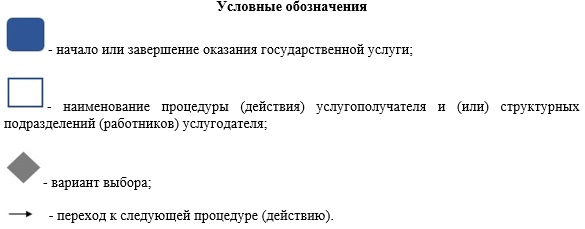 Условные обозначения
- начало или завершение оказания государственной услуги;
- наименование процедуры (действия) услугополучателя и (или) структурных
подразделений (работников) услугодателя;
- вариант выбора;
- переход к следующей процедуре (действию).